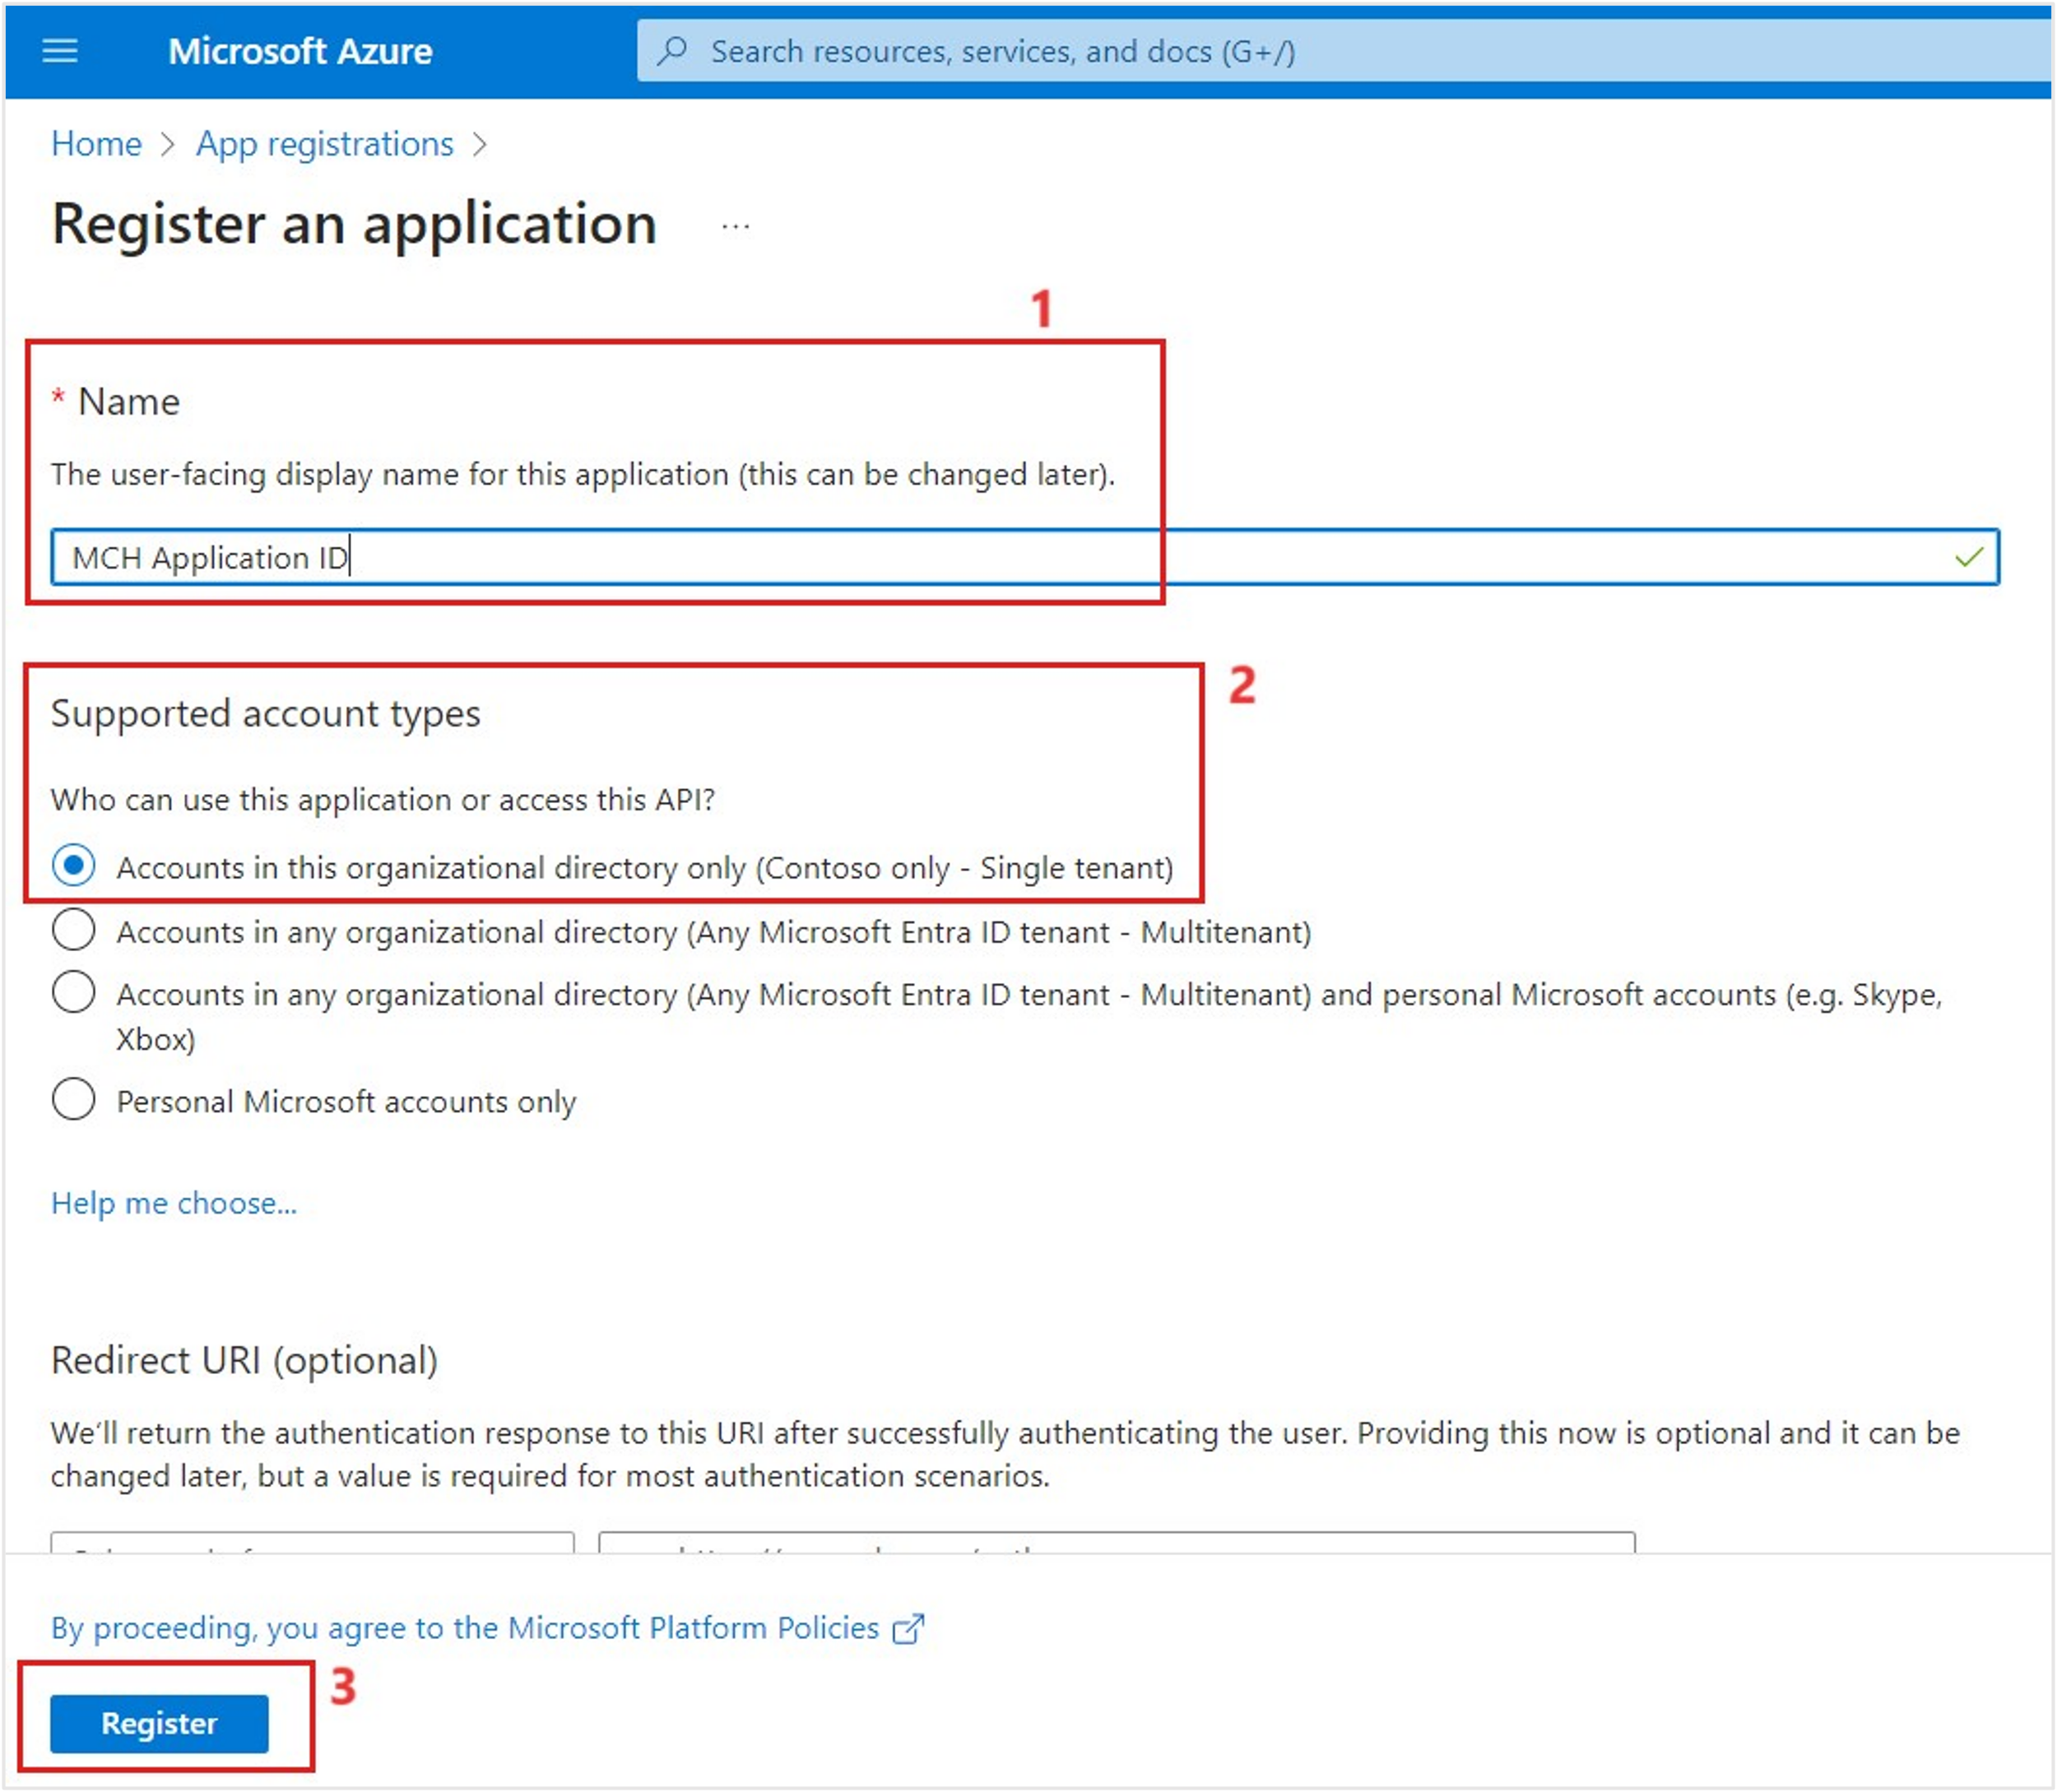 Microsoft Azure
Search resources, services, and docs (G+/)
Home > App registrations >
Register an application ...
1
* Name
The user-facing display name for this application (this can be changed later).
MCH Application ID
2
Supported account types
Who can use this application or access this API?
Accounts in this organizational directory only (Contoso only - Single tenant)
Accounts in any organizational directory (Any Microsoft Entra ID tenant - Multitenant)
Accounts in any organizational directory (Any Microsoft Entra ID tenant - Multitenant) and personal Microsoft accounts (e.g. Skype,
Xbox)
Personal Microsoft accounts only
Help me choose...
Redirect URI (optional)
We'll return the authentication response to this URI after successfully authenticating the user. Providing this now is optional and it can be
changed later, but a value is required for most authentication scenarios.
By proceeding, you agree to the Microsoft Platform Policies
3
Register